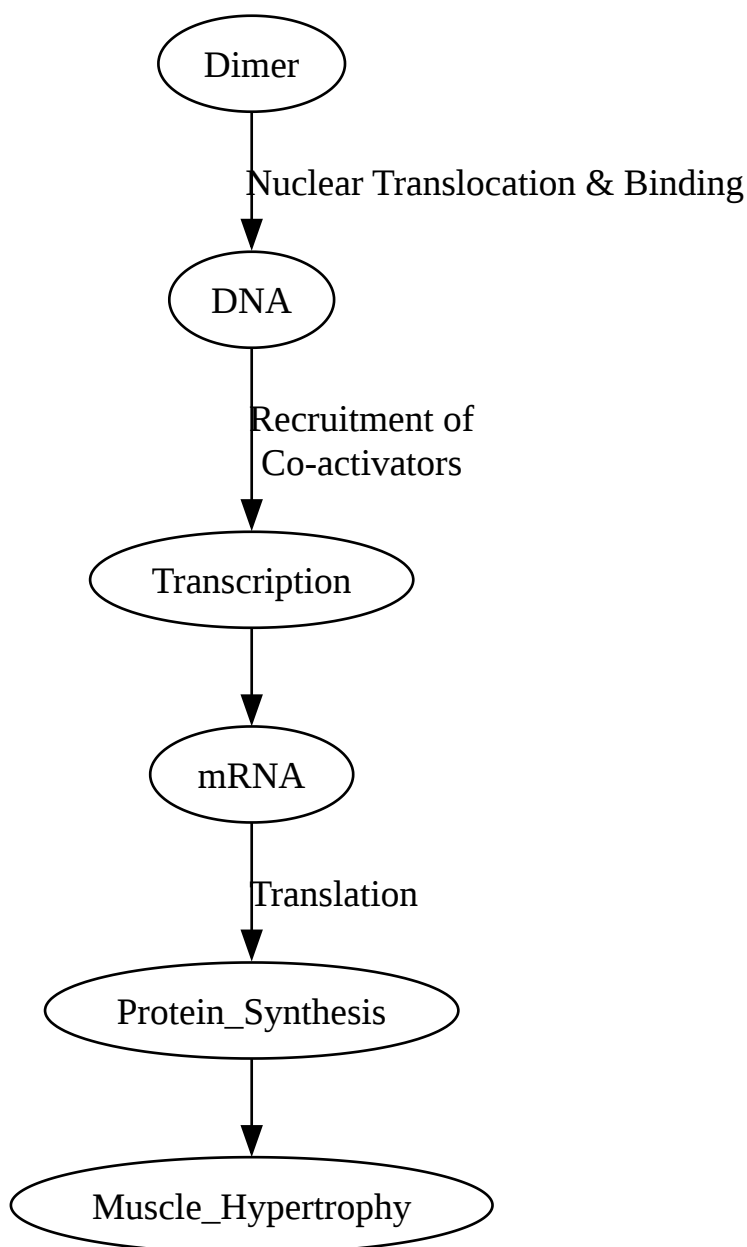 Dimer
Nuclear Translocation & Binding
DNA
Recruitment of
Co-activators
Transcription
mRNA
Translation
Protein_Synthesis
Muscle_Hypertrophy